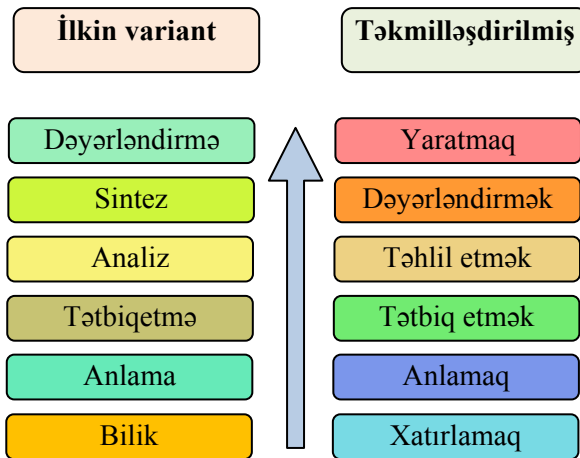 İlkin variant
Təkmilləşdirilmiş
Dəyərləndirmə
Yaratmaq
Sintez
Dəyərləndirmək
Analiz
Təhlil etmək
Tətbiqetmə
Tətbiq etmək
Anlama
Anlamaq
Bilik
Xatırlamaq